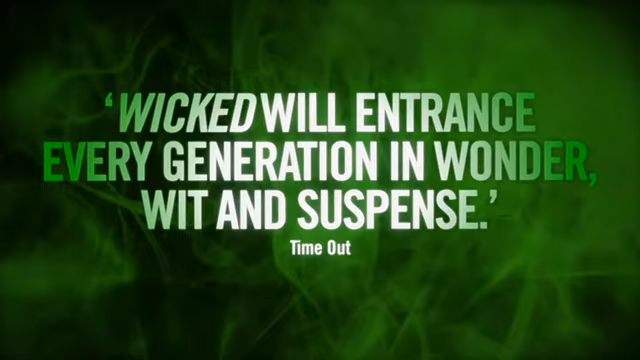 ‘WICKED WILL ENTRANCE
EVERY GENERATION IN WONDER,
WIT AND SUSPENSE.’
Time Out